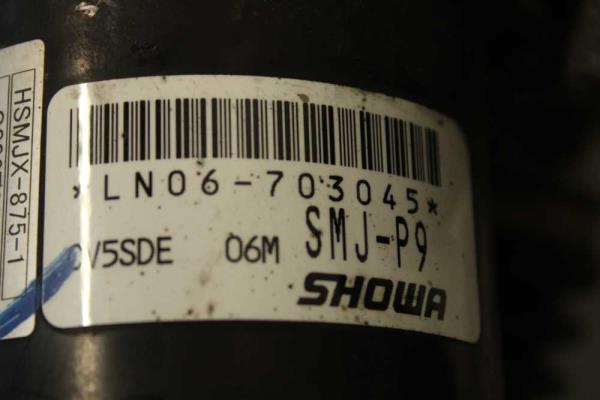 HSMJX-875-1
*LN06-703045*
V5SDE 06M SMJ-P9
SHOWA